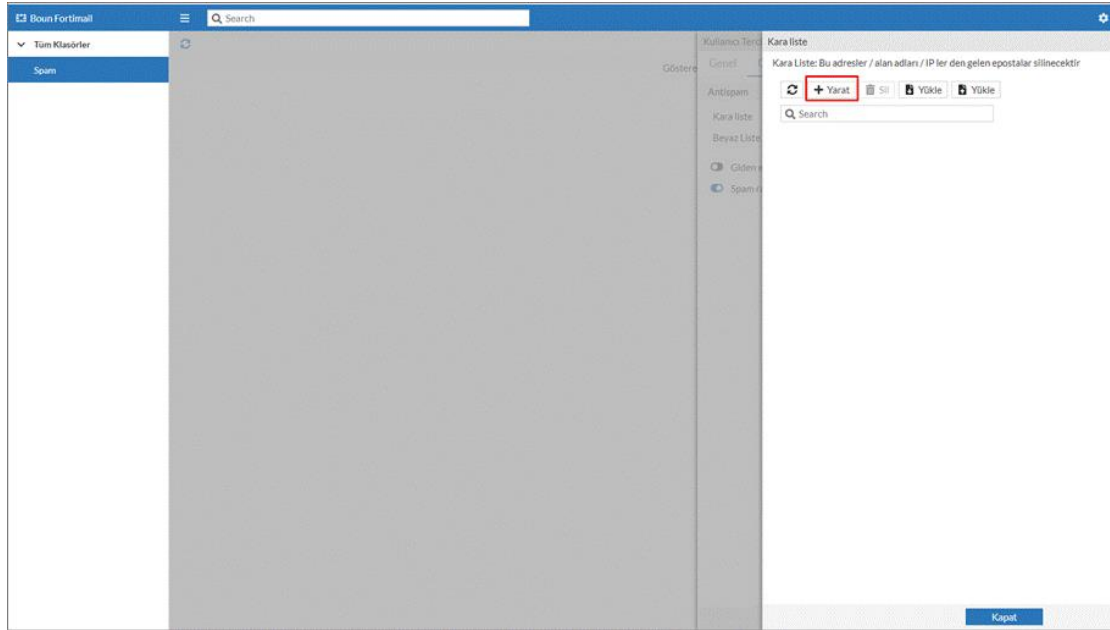 Boun Fortimail
Search
Tüm Klasörler
Spam
Göstere
Kullanıcı Terci
Genel
Antispam
Kara liste
Beyaz Liste
Giden e
Spam r
Kara liste
Kara Liste: Bu adresler / alan adları / IP ler den gelen epostalar silinecektir
+ Yarat Sil Yükle Yükle
Search
Kapat